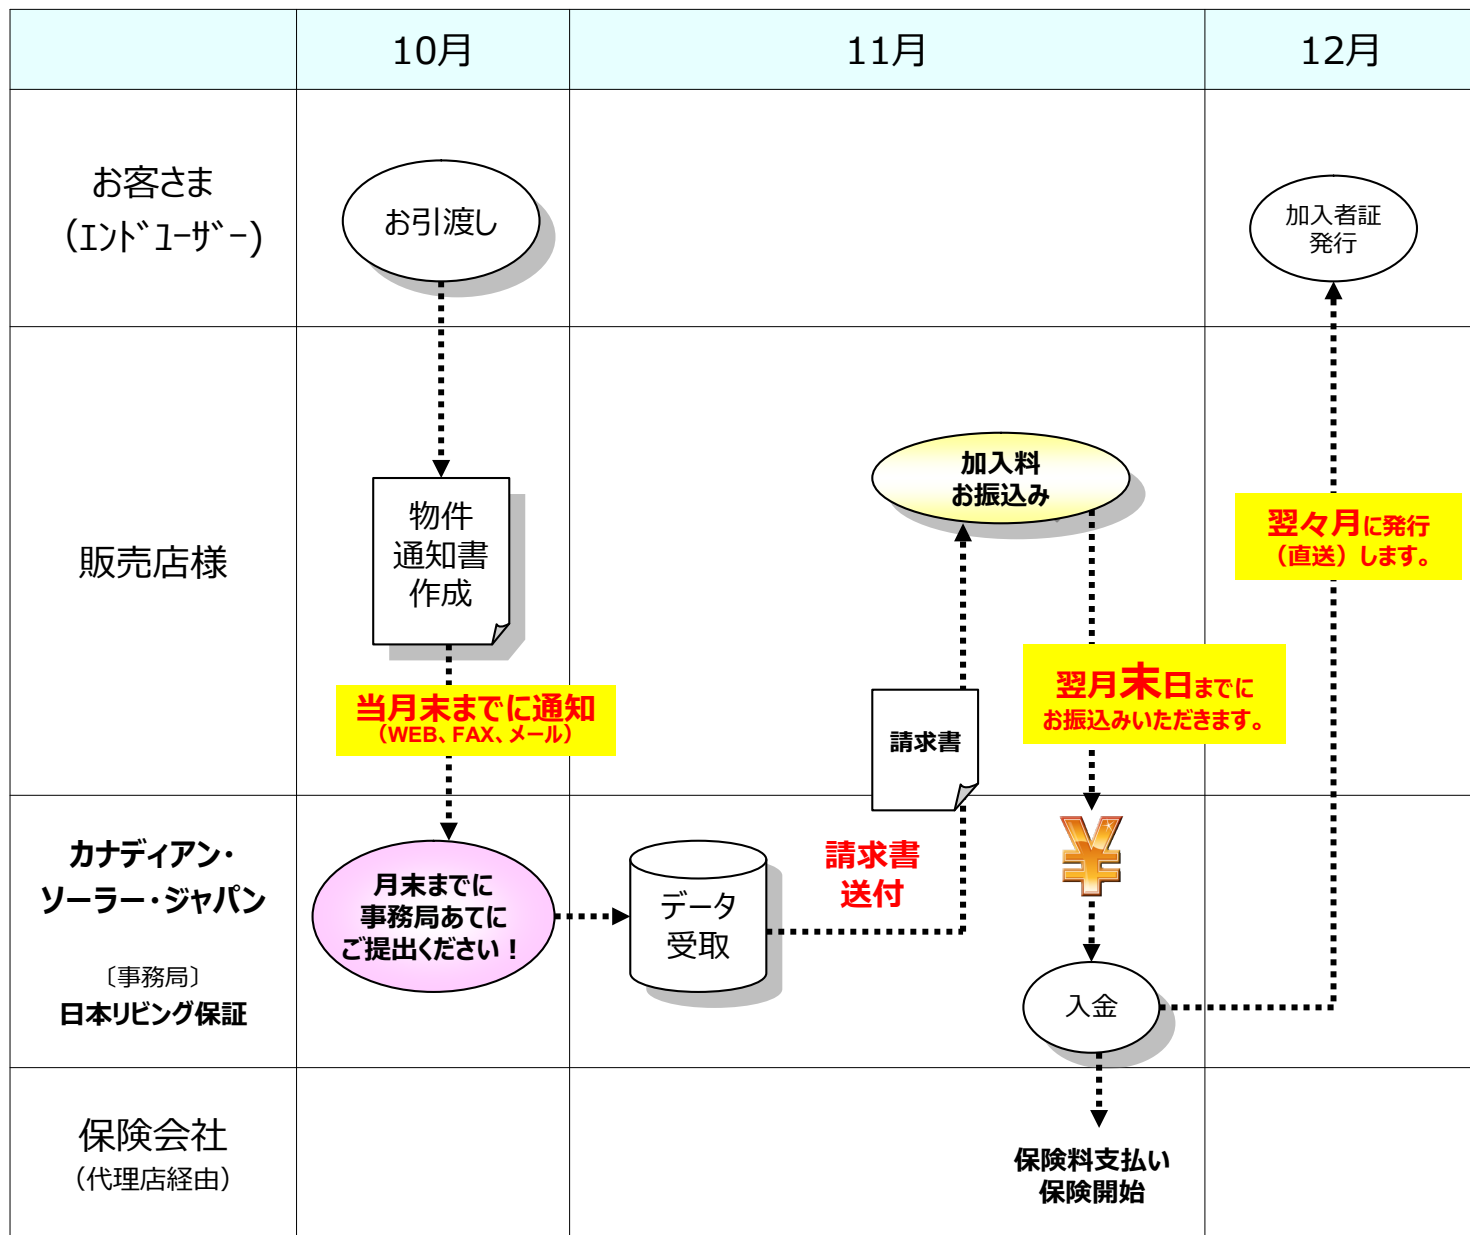 10月
11月
12月
お客さま
（ｴﾝﾄﾞﾕｰｻﾞｰ）
お引渡し
加入者証
発行
販売店様
物件
通知書
作成
当月末までに通知
（WEB、FAX、メール）
加入料
お振込み
請求書
翌月末日までに
お振込みいただきます。
翌々月に発行
（直送）します。
カナディアン・
ソーラー・ジャパン
〔事務局〕
日本リビング保証
月末までに
事務局あてに
ご提出ください！
データ
受取
請求書
送付
¥
入金
保険会社
（代理店経由）
保険料支払い
保険開始